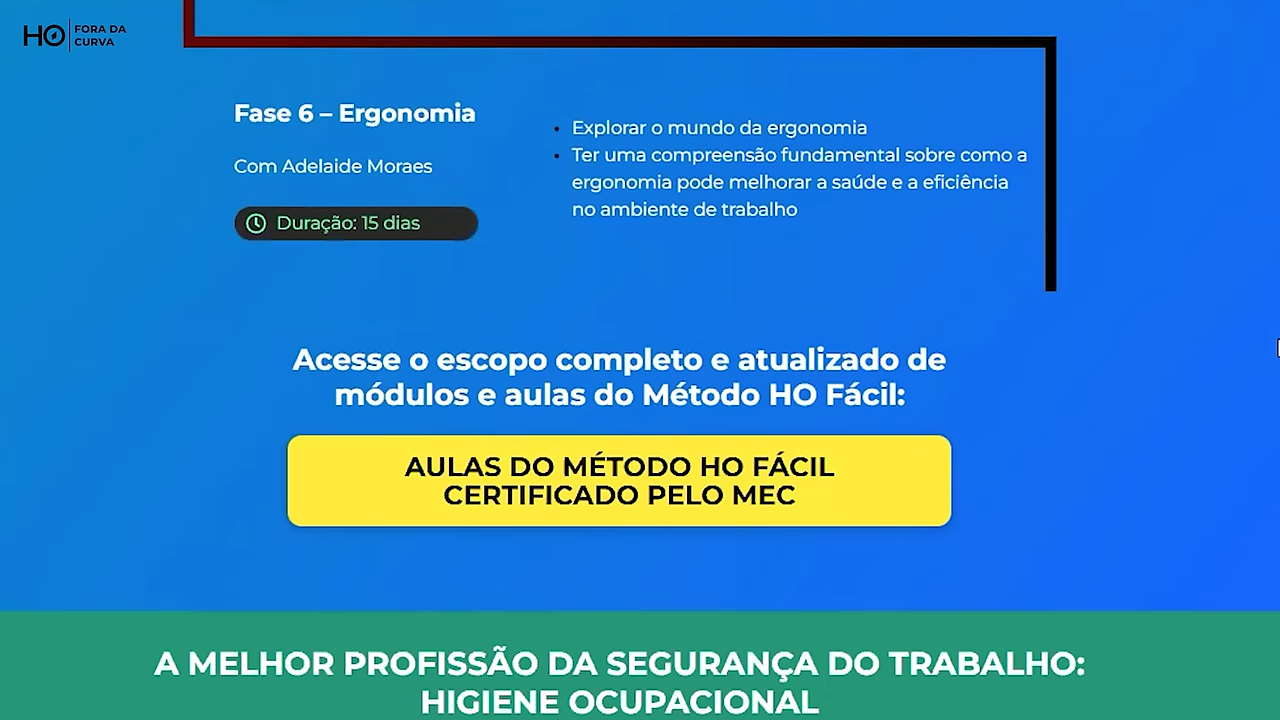 HO FORA DA
CURVA
Fase 6 – Ergonomia
Com Adelaide Moraes
Duração: 15 dias
• Explorar o mundo da ergonomia
• Ter uma compreensão fundamental sobre como a
ergonomia pode melhorar a saúde e a eficiência
no ambiente de trabalho
Acesse o escopo completo e atualizado de
módulos e aulas do Método HO Fácil:
AULAS DO MÉTODO HO FÁCIL
CERTIFICADO PELO MEC
A MELHOR PROFISSÃO DA SEGURANÇA DO TRABALHO:
HIGIENE OCUPACIONAL